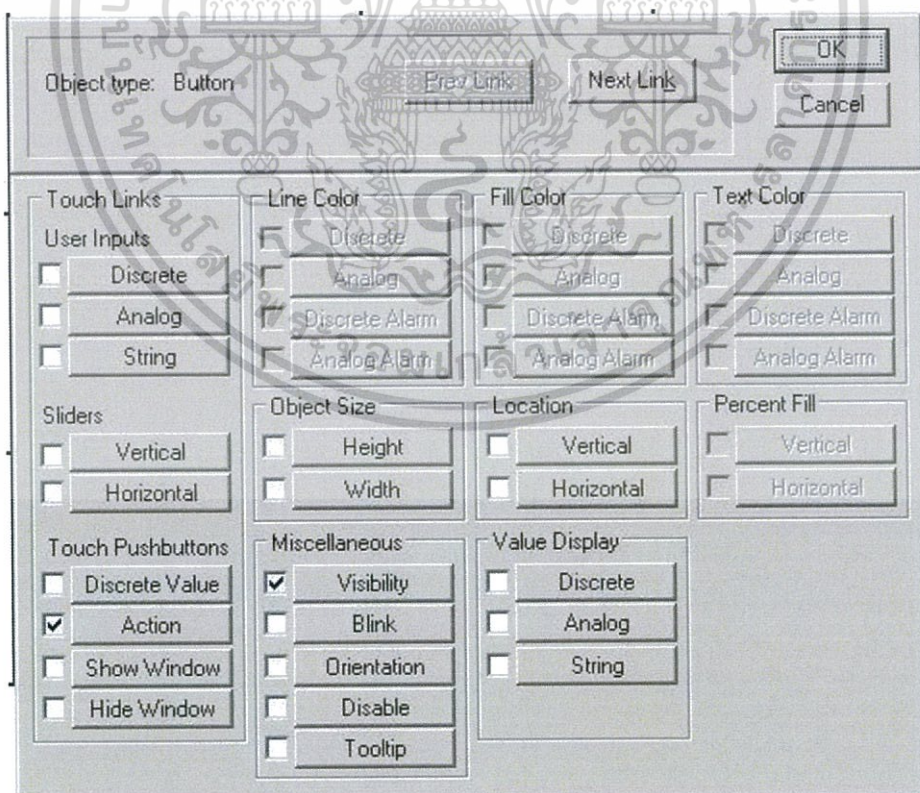 Object type: Button
Prev Link
Next Link
OK
Cancel
Touch Links
User Inputs
Discrete
Analog
String
Sliders
Vertical
Horizontal
Touch Pushbuttons
Discrete Value
Action
Show Window
Hide Window
Line Color
Discrete
Analog
Discrete Alarm
Analog Alarm
Object Size
Height
Width
Miscellaneous
Visibility
Blink
Orientation
Disable
Tooltip
Fill Color
Discrete
Analog
Discrete Alarm
Analog Alarm
Location
Vertical
Horizontal
Value Display
Discrete
Analog
String
Text Color
Discrete
Analog
Discrete Alarm
Analog Alarm
Percent Fill
Vertical
Horizontal